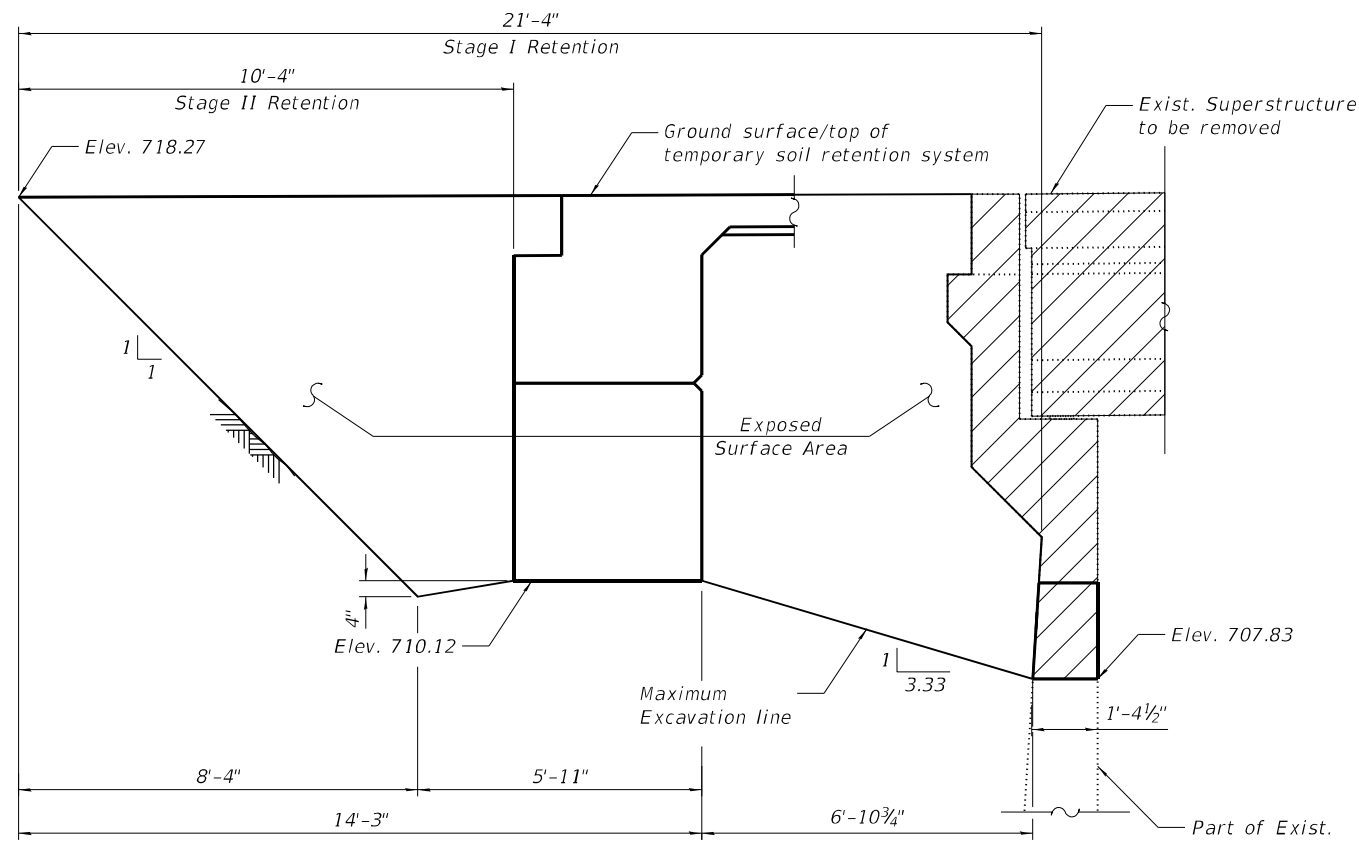 21'-4"
Stage I Retention
10'-4"
Stage II Retention
Exist. Superstructure
to be removed
Ground surface/top of
temporary soil retention system
Elev. 718.27
1
1
Exposed
Surface Area
4"
Elev. 710.12
Elev. 707.83
1
3.33
Maximum
Excavation line
1'-4½"
8'-4"
5'-11"
14'-3"
6'-10¾"
Part of Exist.